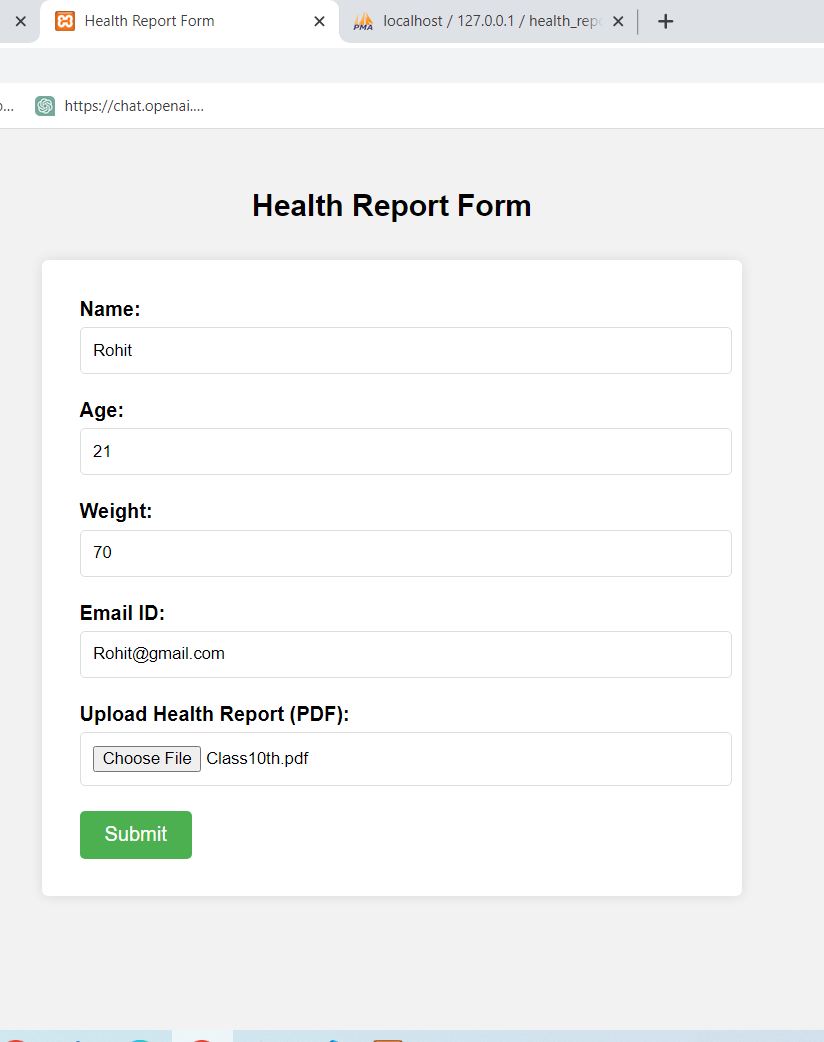 Health Report Form
localhost / 127.0.0.1 / health_rep
https://chat.openai....
Health Report Form
Name:
Rohit
Age:
21
Weight:
70
Email ID:
Rohit@gmail.com
Upload Health Report (PDF):
Choose File Class10th.pdf
Submit